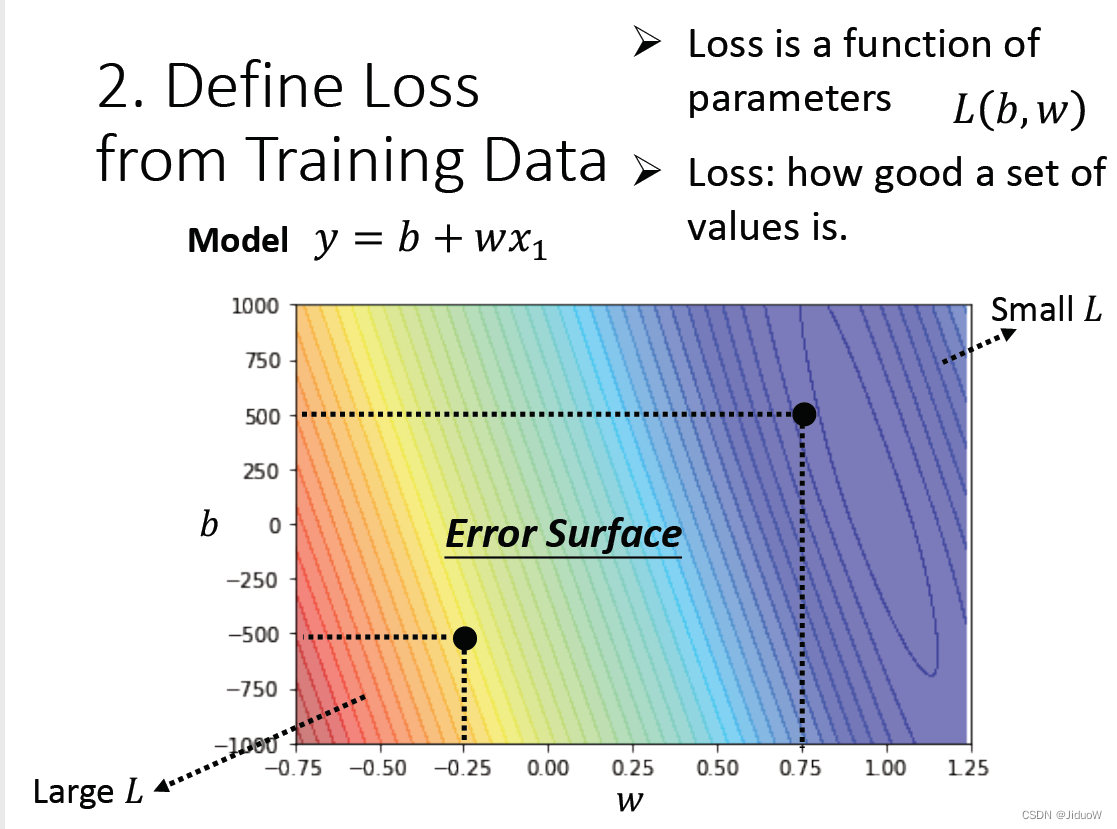 2. Define Loss
from Training Data
➢ Loss is a function of
parameters L(b, w)
➢ Loss: how good a set of
values is.
Model y = b + wx₁
Small L
1000
750
500
250
0
−250
−500
−750
−1000
b
Error Surface
−0.75 −0.50 −0.25 0.00 0.25 0.50 0.75 1.00 1.25
w
Large L
CSDN @JiduoW